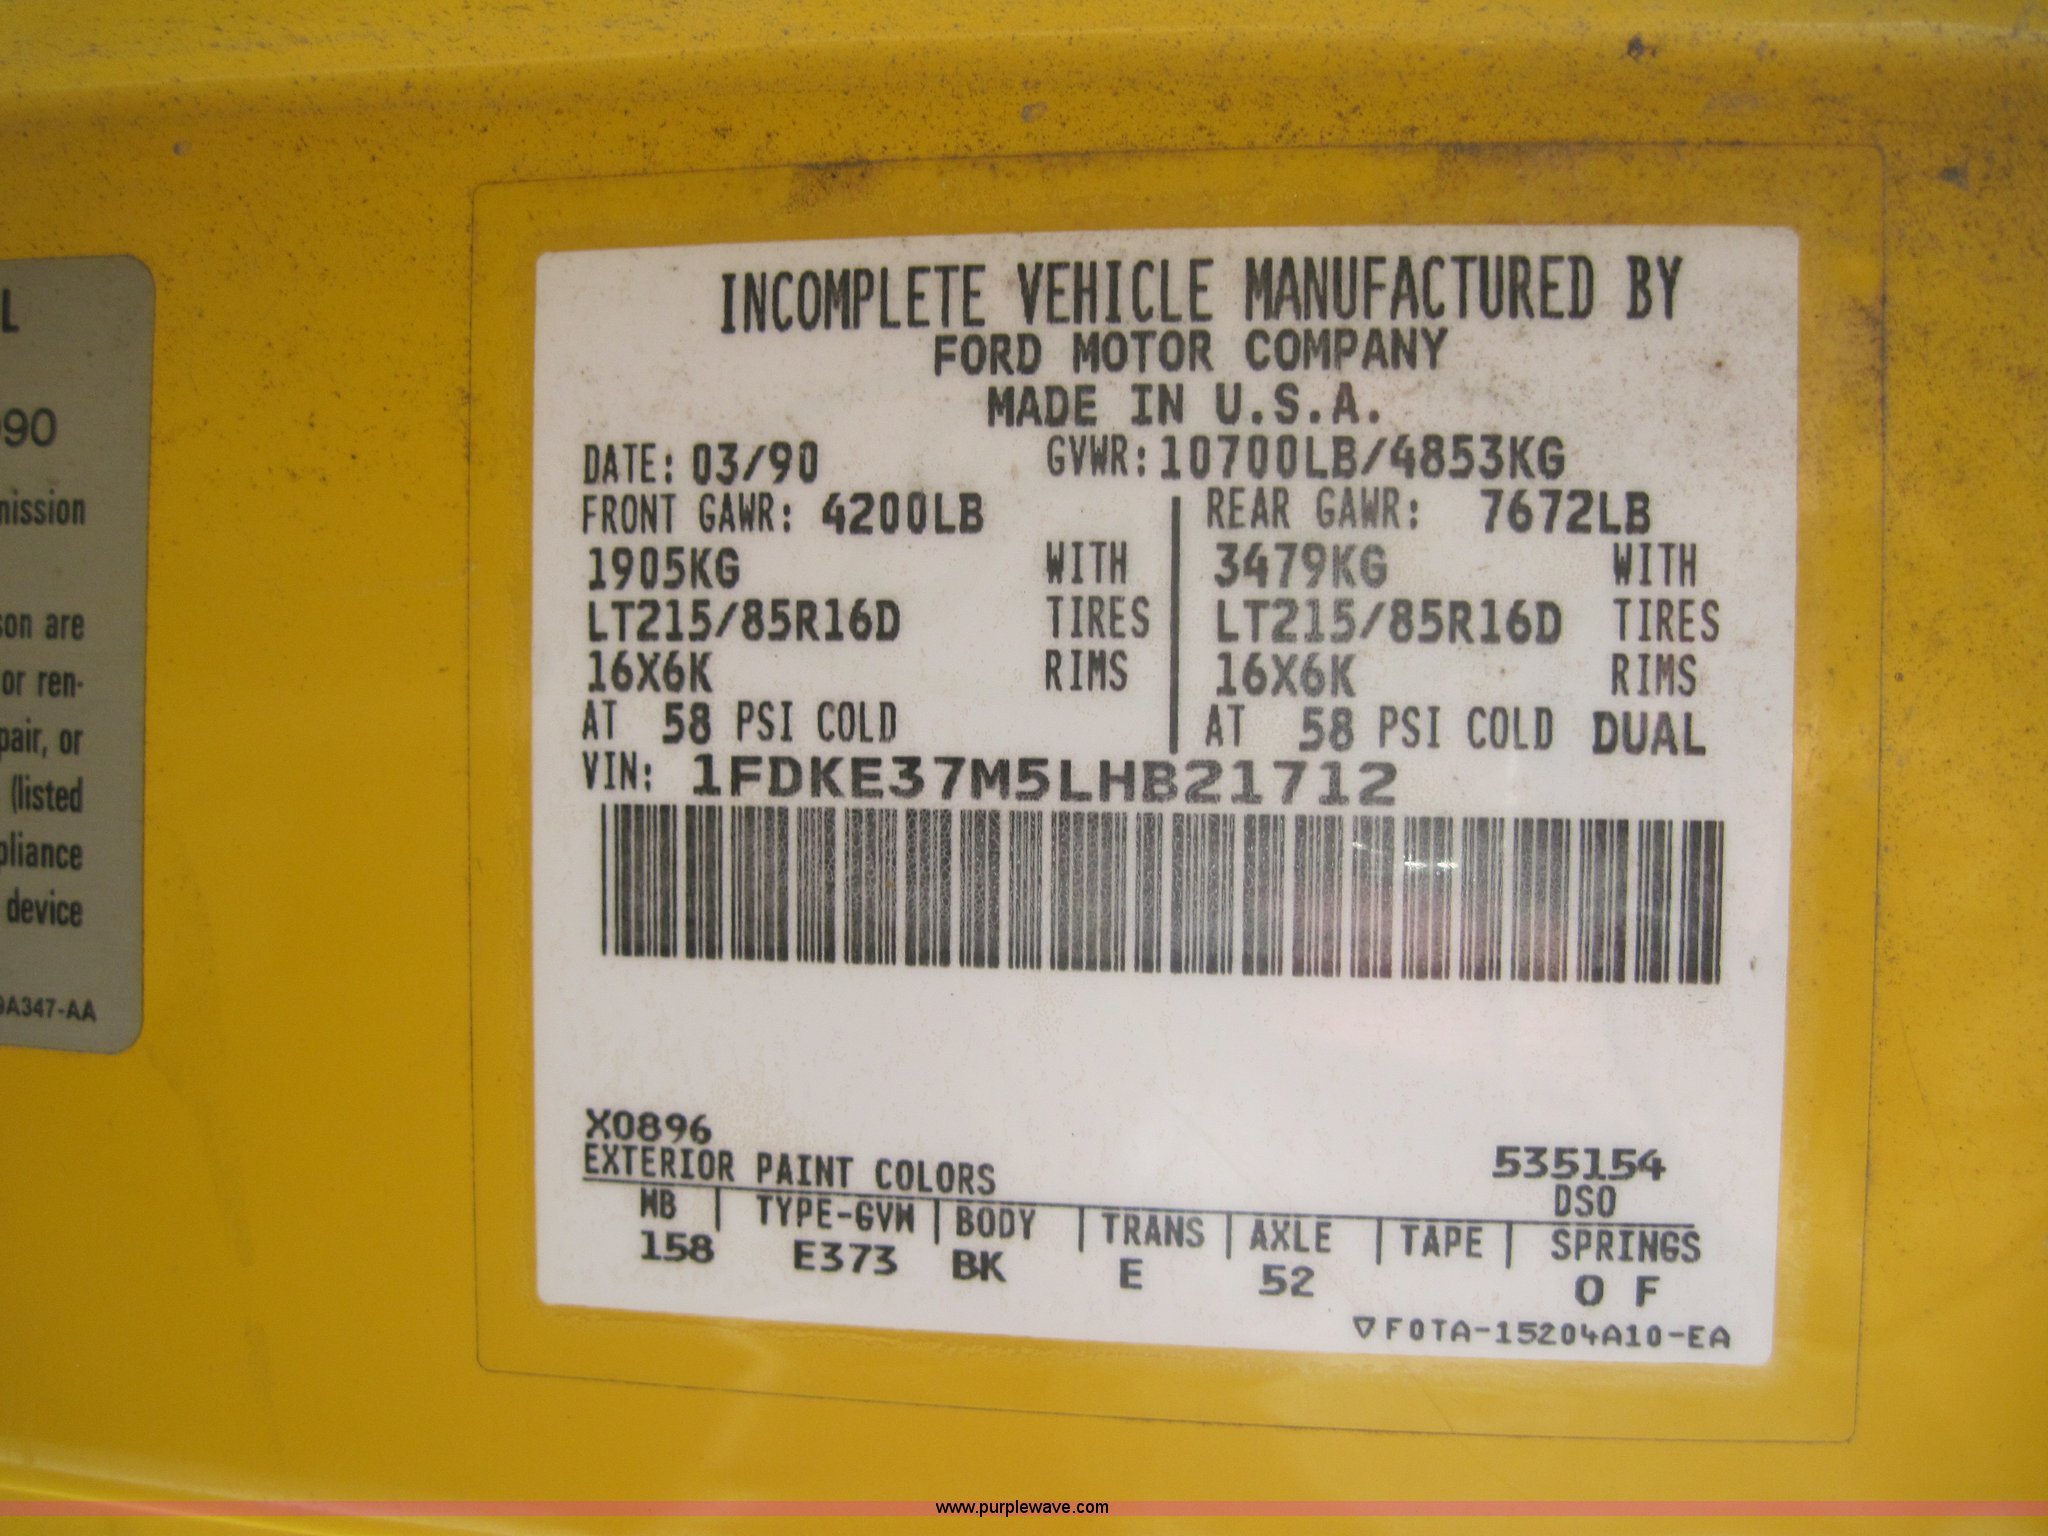 L
90
mission
son are
or ren-
pair, or
(listed
pliance
device
9A347-AA
INCOMPLETE VEHICLE MANUFACTURED BY
FORD MOTOR COMPANY
MADE IN U.S.A.
DATE: 03/90 GVWR: 10700LB/4853KG
FRONT GAWR: 4200LB REAR GAWR: 7672LB
1905KG WITH 3479KG WITH
LT215/85R16D TIRES LT215/85R16D TIRES
16X6K RIMS 16X6K RIMS
AT 58 PSI COLD AT 58 PSI COLD DUAL
VIN: 1FDKE37M5LHB21712
X0896
EXTERIOR PAINT COLORS 535154
DSO
WB | TYPE-GVW | BODY | TRANS | AXLE | TAPE | SPRINGS
158 E373 BK E 52 O F
▽F0TA-15204A10-EA
www.purplewave.com